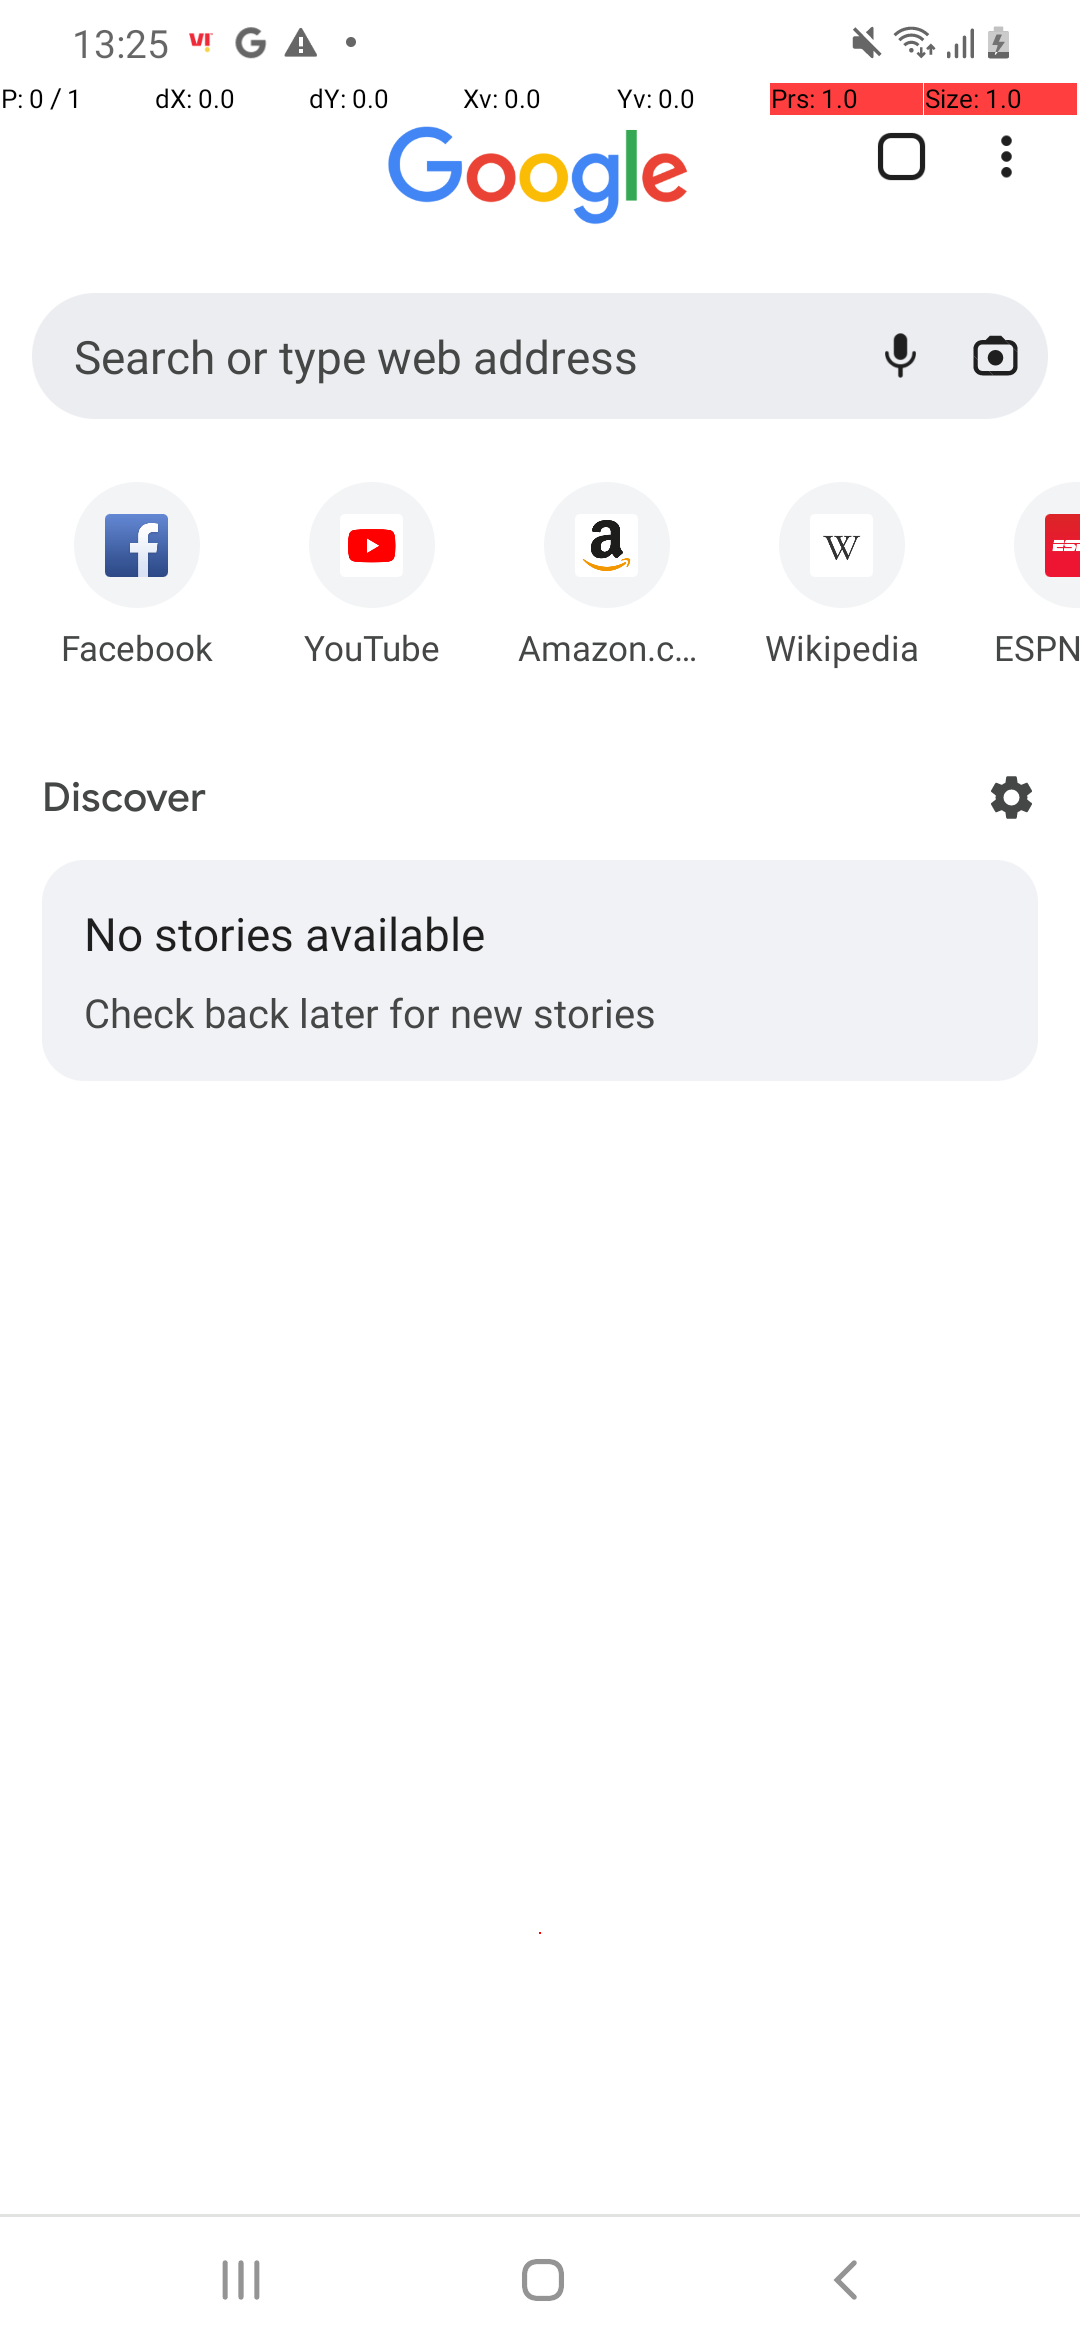 13:25 VI!
P: 0 / 1 dX: 0.0 dY: 0.0 Xv: 0.0 Yv: 0.0 Prs: 1.0 Size: 1.0
Google
Search or type web address
Facebook YouTube Amazon.c... Wikipedia ESPN
Discover
No stories available
Check back later for new stories